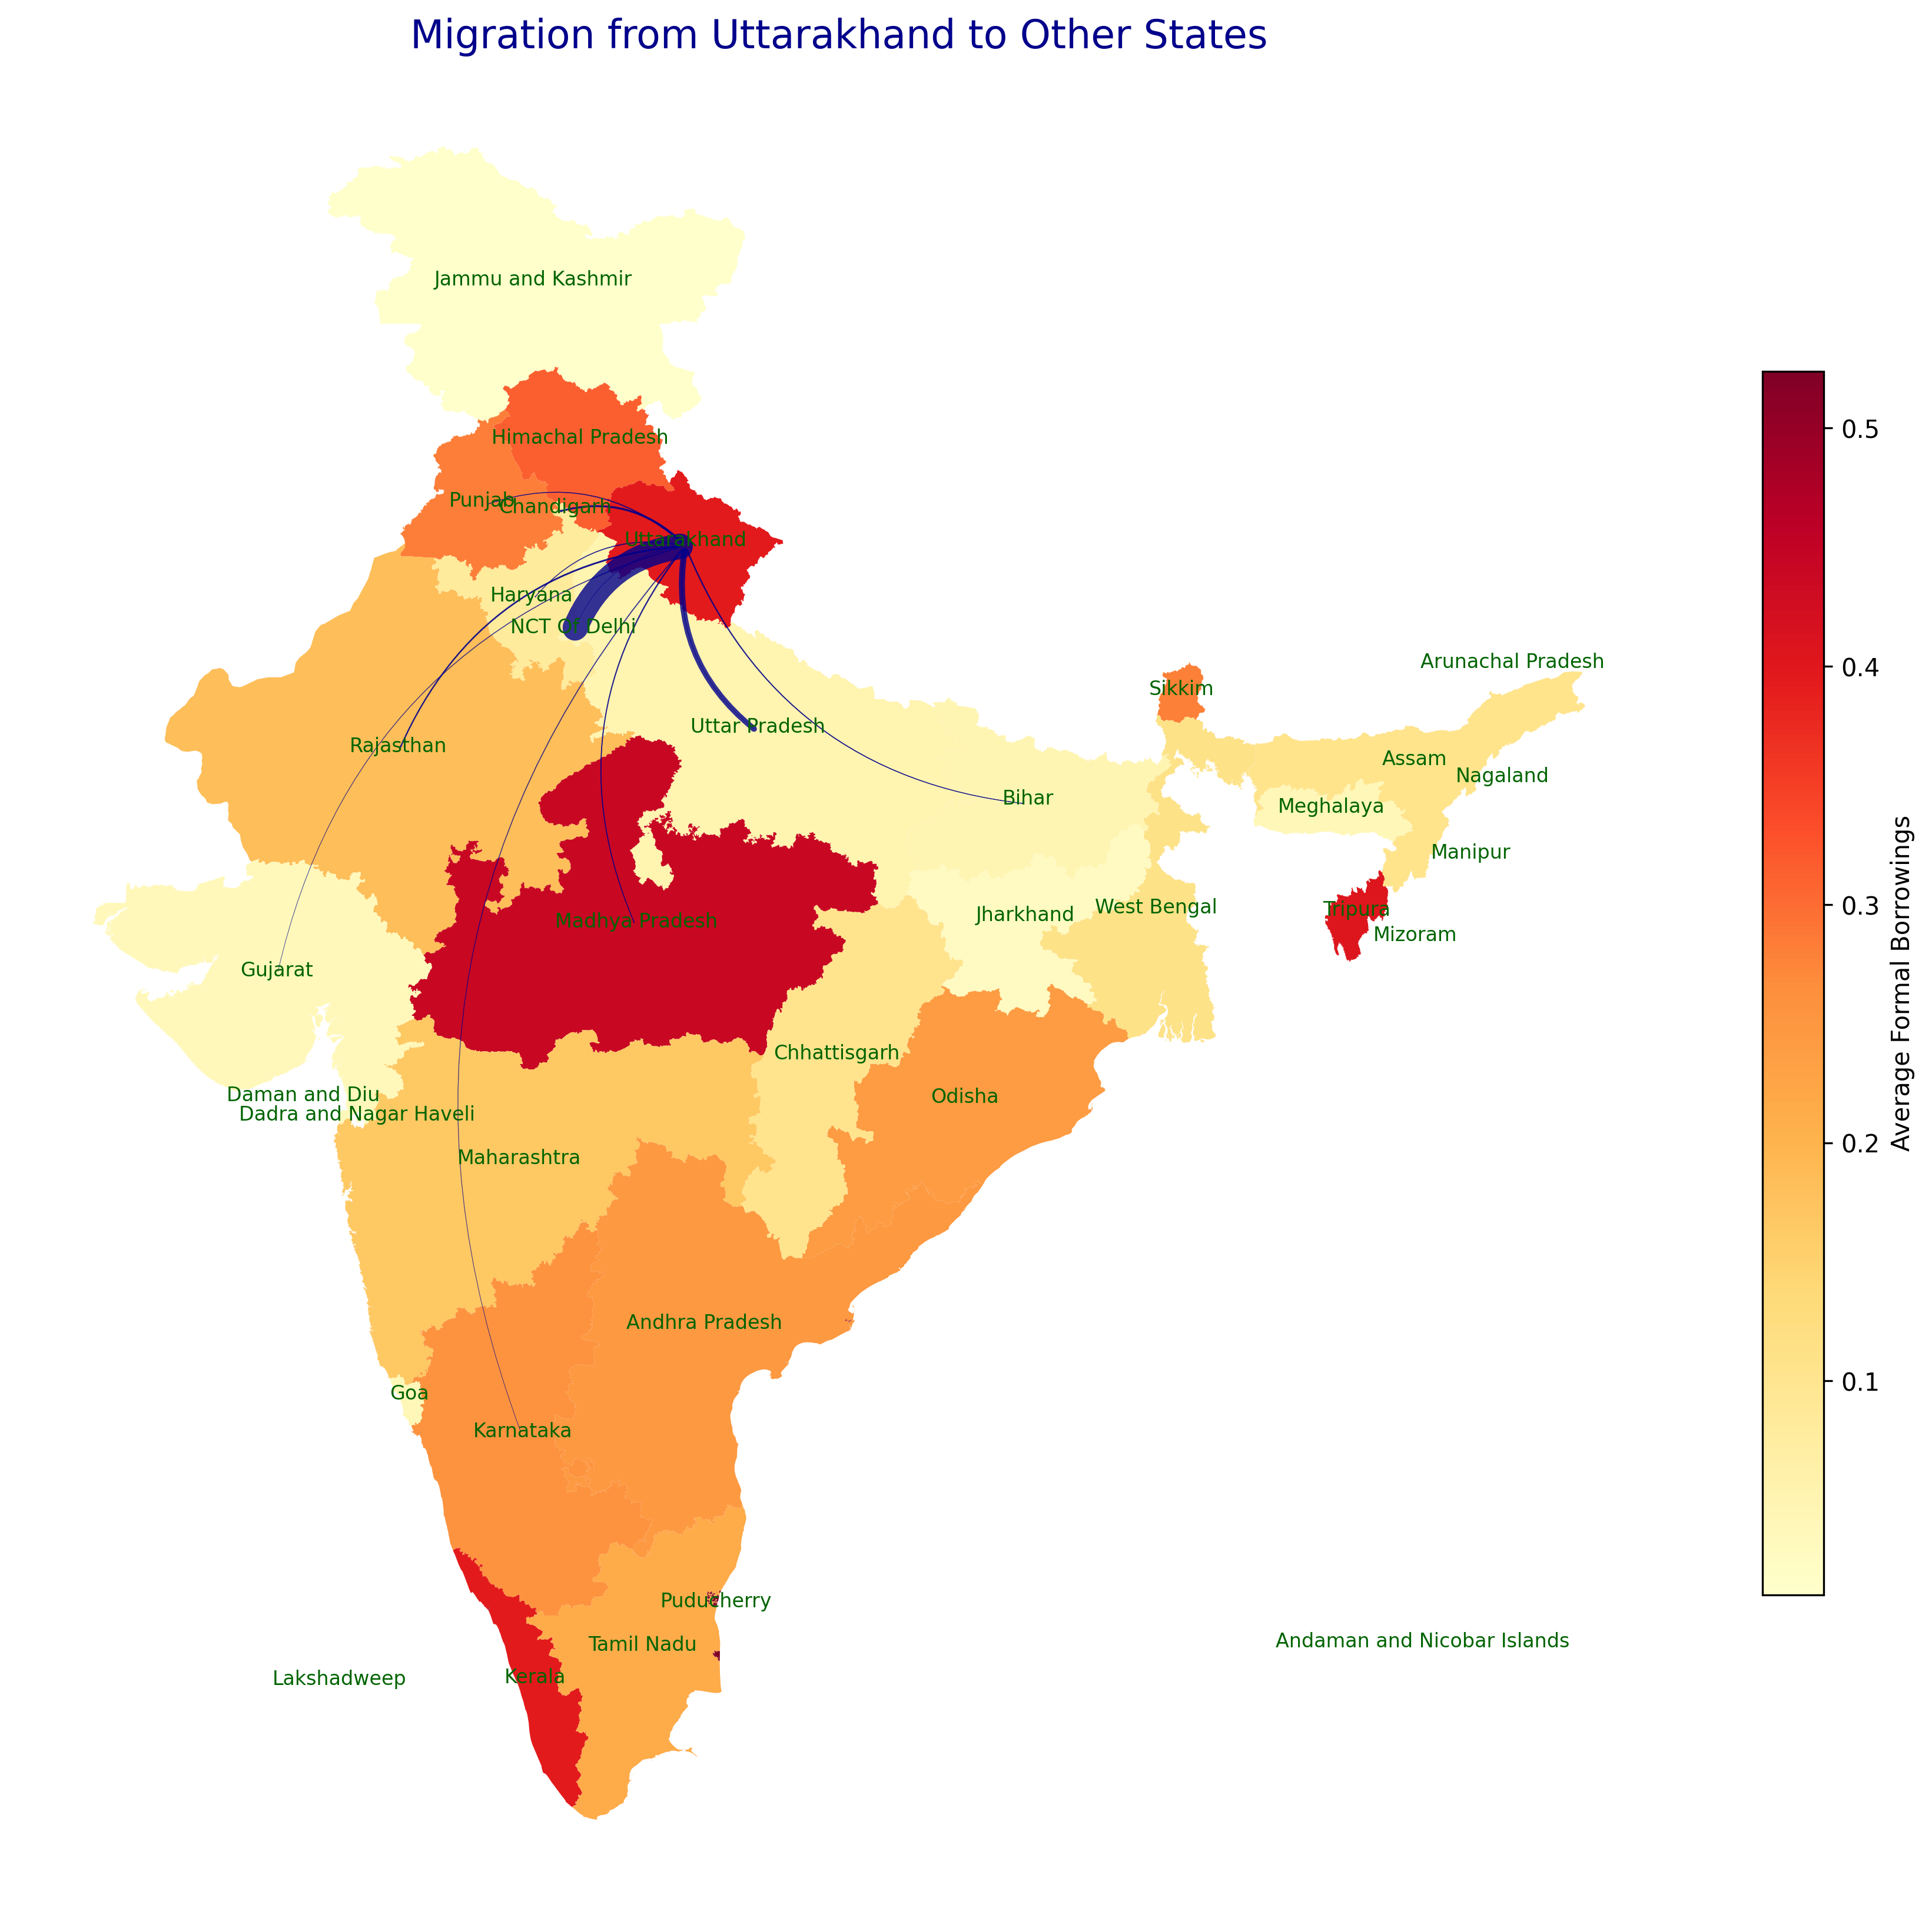 Migration from Uttarakhand to Other States
Jammu and Kashmir
Himachal Pradesh
Punjab
Chandigarh
Uttarakhand
Haryana
NCT Of Delhi
Arunachal Pradesh
Sikkim
Uttar Pradesh
Rajasthan
Assam
Nagaland
Bihar
Meghalaya
Manipur
Tripura
West Bengal
Jharkhand
Madhya Pradesh
Mizoram
Gujarat
Chhattisgarh
Daman and Diu
Odisha
Dadra and Nagar Haveli
Maharashtra
Andhra Pradesh
Goa
Karnataka
Puducherry
Andaman and Nicobar Islands
Tamil Nadu
Kerala
Lakshadweep
0.5
0.4
0.3
0.2
0.1
Average Formal Borrowings